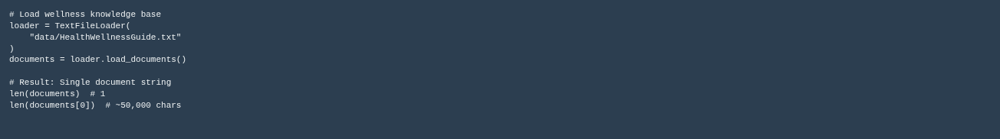 # Load wellness knowledge base
loader = TextFileLoader(
    "data/HealthWellnessGuide.txt"
)
documents = loader.load_documents()

# Result: Single document string
len(documents)  # 1
len(documents[0])  # ~50,000 chars